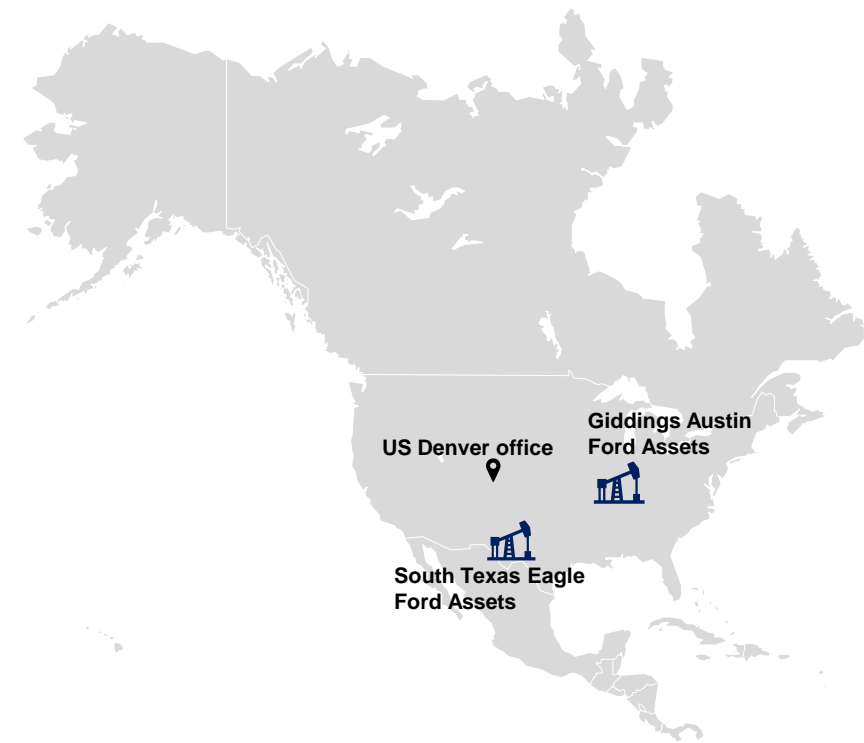 Giddings Austin
Ford Assets
US Denver office
South Texas Eagle
Ford Assets